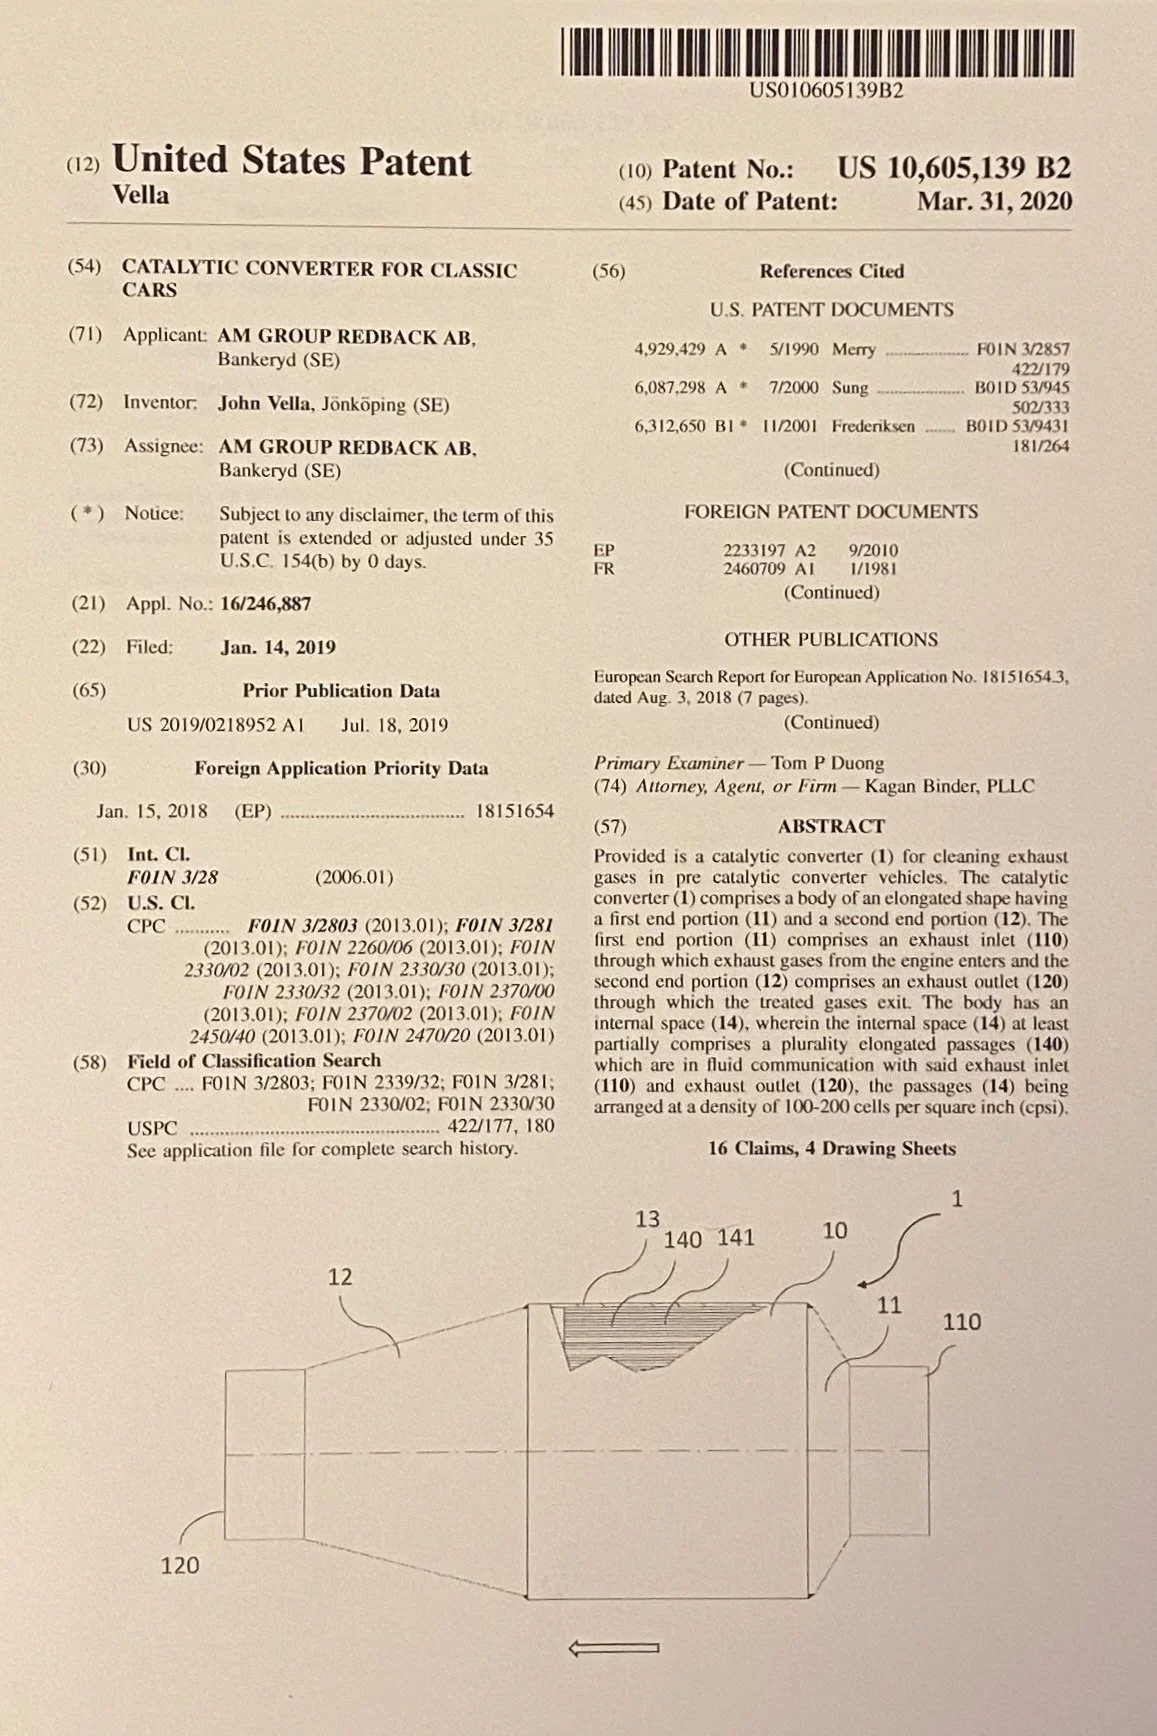 US010605139B2
(12) United States Patent
Vella
(10) Patent No.: US 10,605,139 B2
(45) Date of Patent: Mar. 31, 2020
(54) CATALYTIC CONVERTER FOR CLASSIC
CARS
(71) Applicant: AM GROUP REDBACK AB,
Bankeryd (SE)
(72) Inventor: John Vella, Jönköping (SE)
(73) Assignee: AM GROUP REDBACK AB,
Bankeryd (SE)
( * ) Notice: Subject to any disclaimer, the term of this
patent is extended or adjusted under 35
U.S.C. 154(b) by 0 days.
(21) Appl. No.: 16/246,887
(22) Filed: Jan. 14, 2019
(65) Prior Publication Data
US 2019/0218952 A1 Jul. 18, 2019
(30) Foreign Application Priority Data
Jan. 15, 2018 (EP) ..................................... 18151654
(51) Int. Cl.
F01N 3/28 (2006.01)
(52) U.S. Cl.
CPC ........... F01N 3/2803 (2013.01); F01N 3/281
(2013.01); F01N 2260/06 (2013.01); F01N
2330/02 (2013.01); F01N 2330/30 (2013.01);
F01N 2330/32 (2013.01); F01N 2370/00
(2013.01); F01N 2370/02 (2013.01); F01N
2450/40 (2013.01); F01N 2470/20 (2013.01)
(58) Field of Classification Search
CPC .... F01N 3/2803; F01N 2339/32; F01N 3/281;
F01N 2330/02; F01N 2330/30
USPC .................................................. 422/177, 180
See application file for complete search history.
(56) References Cited
U.S. PATENT DOCUMENTS
4,929,429 A * 5/1990 Merry ................ F01N 3/2857
422/179
6,087,298 A * 7/2000 Sung ................. B01D 53/945
502/333
6,312,650 B1 * 11/2001 Frederiksen ...... B01D 53/9431
181/264
(Continued)
FOREIGN PATENT DOCUMENTS
EP 2233197 A2 9/2010
FR 2460709 A1 1/1981
(Continued)
OTHER PUBLICATIONS
European Search Report for European Application No. 18151654.3,
dated Aug. 3, 2018 (7 pages).
(Continued)
Primary Examiner — Tom P Duong
(74) Attorney, Agent, or Firm — Kagan Binder, PLLC
(57) ABSTRACT
Provided is a catalytic converter (1) for cleaning exhaust
gases in pre catalytic converter vehicles. The catalytic
converter (1) comprises a body of an elongated shape having
a first end portion (11) and a second end portion (12). The
first end portion (11) comprises an exhaust inlet (110)
through which exhaust gases from the engine enters and the
second end portion (12) comprises an exhaust outlet (120)
through which the treated gases exit. The body has an
internal space (14), wherein the internal space (14) at least
partially comprises a plurality elongated passages (140)
which are in fluid communication with said exhaust inlet
(110) and exhaust outlet (120), the passages (14) being
arranged at a density of 100-200 cells per square inch (cpsi).
16 Claims, 4 Drawing Sheets
1
13
140 141
10
12
11
110
120